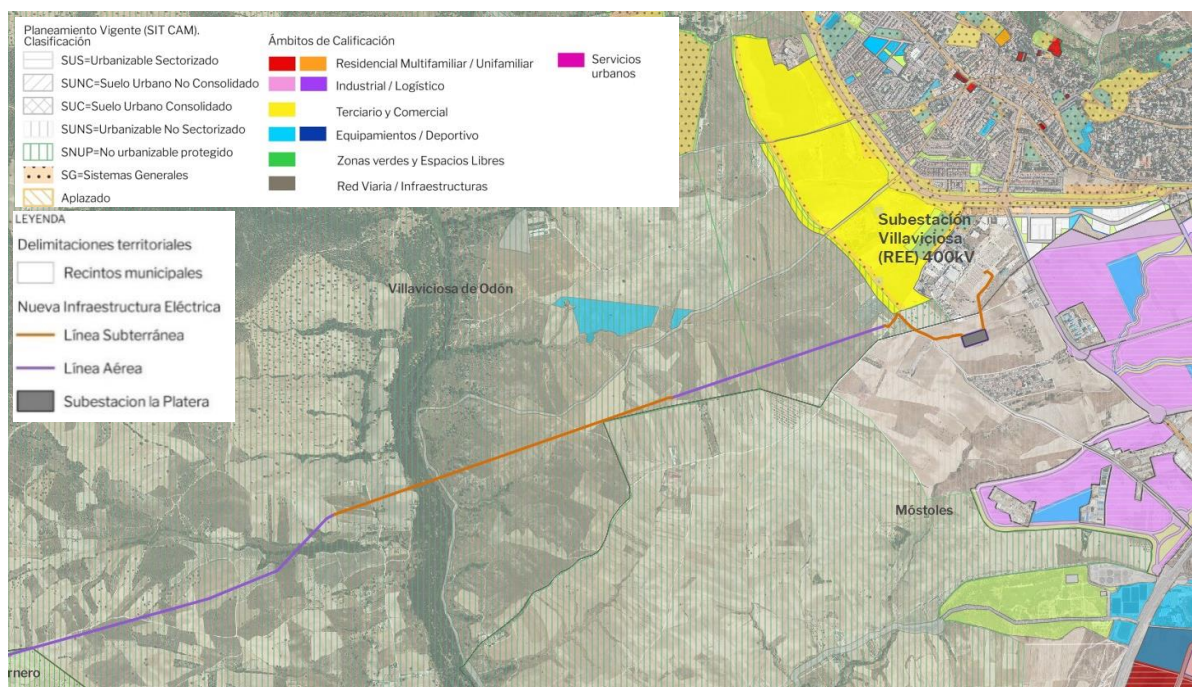 Planeamiento Vigente (SIT CAM).
Clasificación
SUS=Urbanizable Sectorizado
SUNC=Suelo Urbano No Consolidado
SUC=Suelo Urbano Consolidado
SUNS=Urbanizable No Sectorizado
SNUP=No urbanizable protegido
SG=Sistemas Generales
Aplazado
Ámbitos de Calificación
Residencial Multifamiliar / Unifamiliar
Industrial / Logístico
Terciario y Comercial
Equipamientos / Deportivo
Zonas verdes y Espacios Libres
Red Viaria / Infraestructuras
Servicios
urbanos
LEYENDA
Delimitaciones territoriales
Recintos municipales
Nueva Infraestructura Eléctrica
Línea Subterránea
Línea Aérea
Subestacion la Platera
Subestación
Villaviciosa
(REE) 400kV
Villaviciosa de Odón
Móstoles
rnero